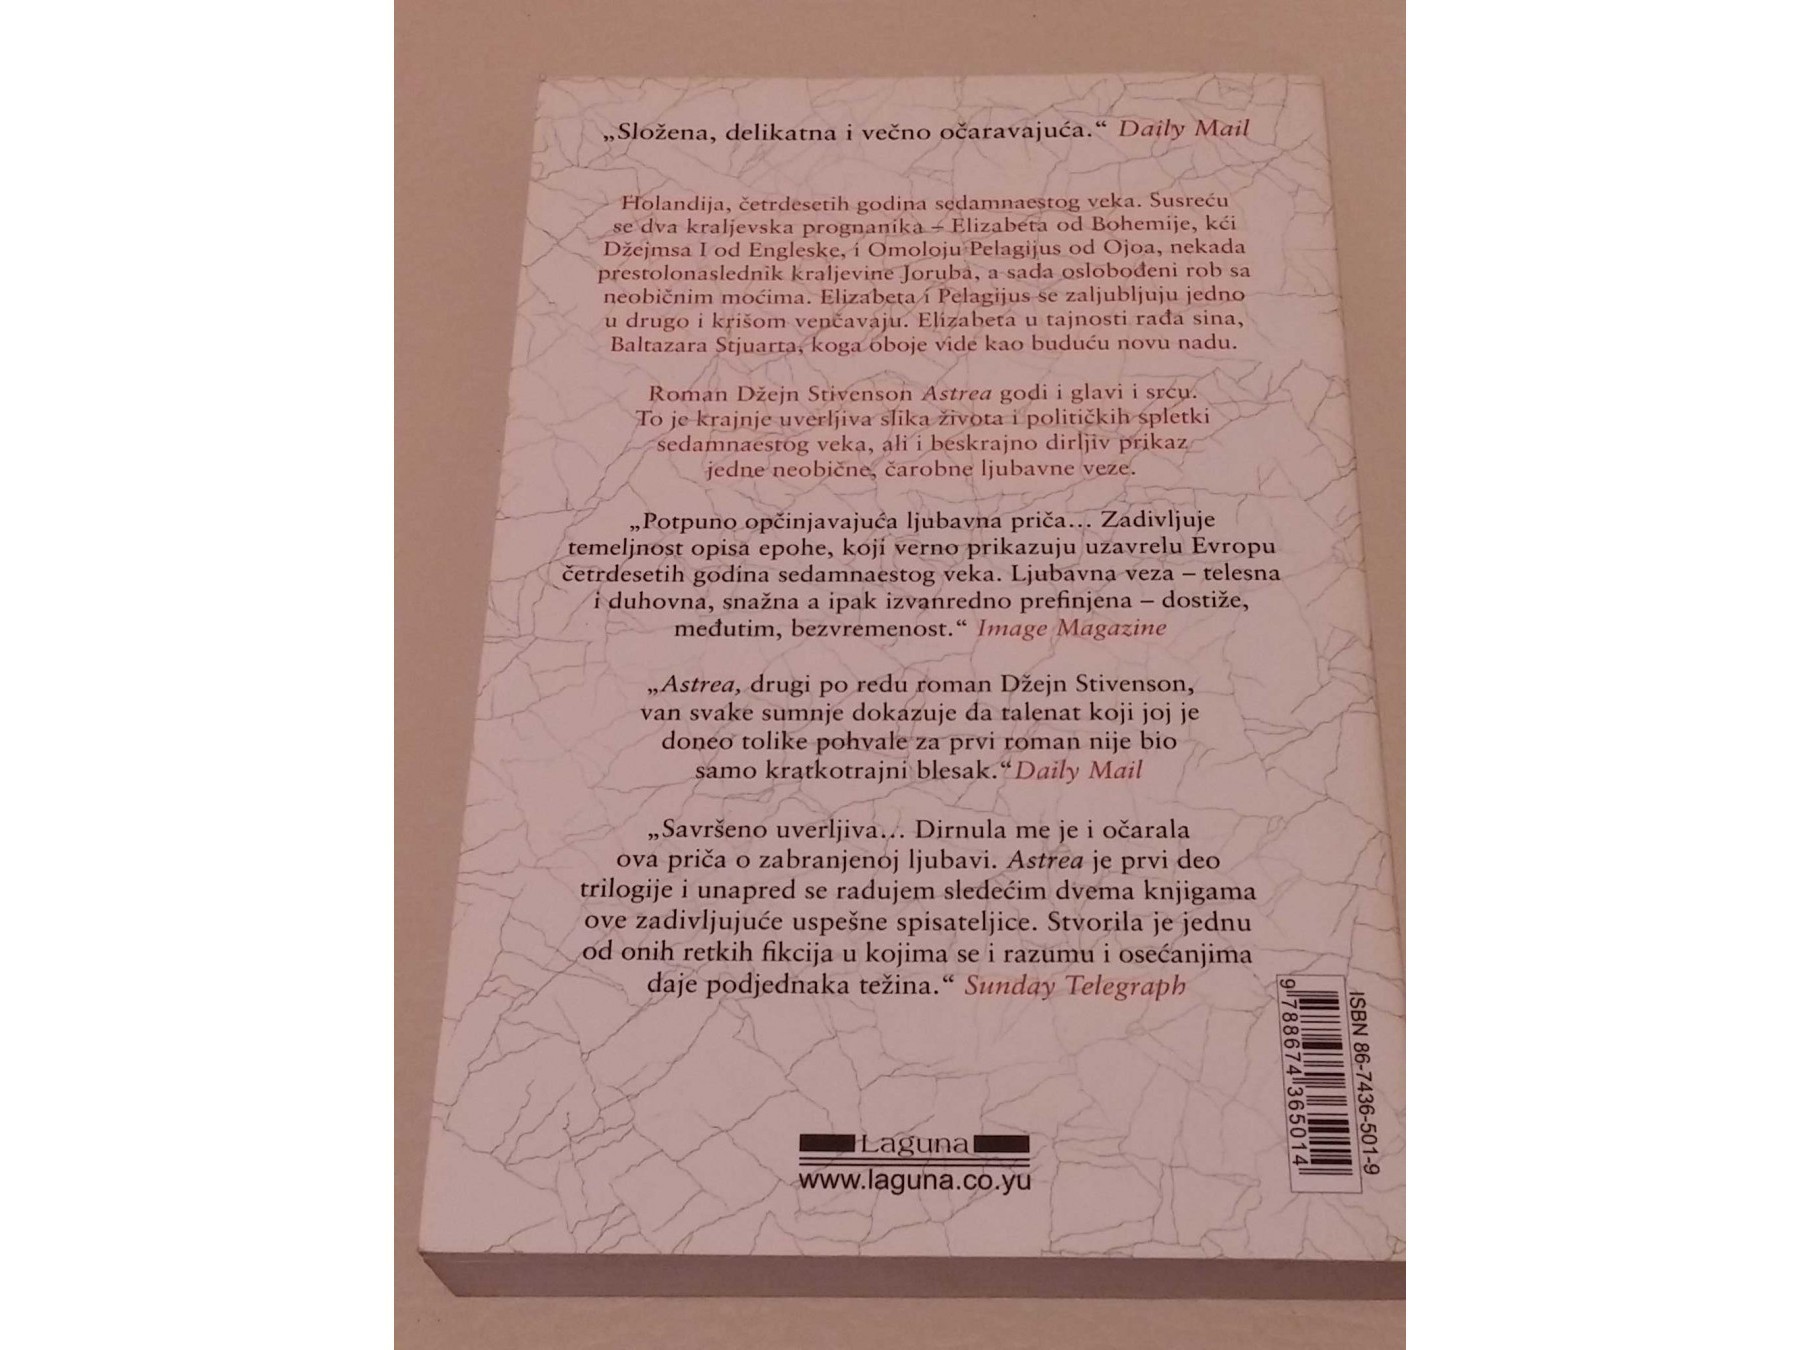 „Složena, delikatna i večno očaravajuća.“ Daily Mail
Holandija, četrdesetih godina sedamnaestog veka. Susreću
se dva kraljevska prognanika – Elizabeta od Bohemije, kći
Džejmsa I od Engleske, i Omoloju Pelagijus od Ojoa, nekada
prestolonaslednik kraljevine Joruba, a sada oslobođeni rob sa
neobičnim moćima. Elizabeta i Pelagijus se zaljubljuju jedno
u drugo i krišom venčavaju. Elizabeta u tajnosti rađa sina,
Baltazara Stjuarta, koga oboje vide kao buduću novu nadu.
Roman Džejn Stivenson Astrea godi i glavi i srcu.
To je krajnje uverljiva slika života i političkih spletki
sedamnaestog veka, ali i beskrajno dirljiv prikaz
jedne neobične, čarobne ljubavne veze.
„Potpuno opčinjavajuća ljubavna priča... Zadivljuje
temeljnost opisa epohe, koji verno prikazuju uzavrelu Evropu
četrdesetih godina sedamnaestog veka. Ljubavna veza – telesna
i duhovna, snažna a ipak izvanredno prefinjena – dostiže,
međutim, bezvremenost.“ Image Magazine
„Astrea, drugi po redu roman Džejn Stivenson,
van svake sumnje dokazuje da talenat koji joj je
doneo tolike pohvale za prvi roman nije bio
samo kratkotrajni blesak.“ Daily Mail
„Savršeno uverljiva... Dirnula me je i očarala
ova priča o zabranjenoj ljubavi. Astrea je prvi deo
trilogije i unapred se radujem sledećim dvema knjigama
ove zadivljujuće uspešne spisateljice. Stvorila je jednu
od onih retkih fikcija u kojima se i razumu i osećanjima
daje podjednaka težina.“ Sunday Telegraph
ISBN 86-7436-501-9
9788674365014
Laguna
www.laguna.co.yu